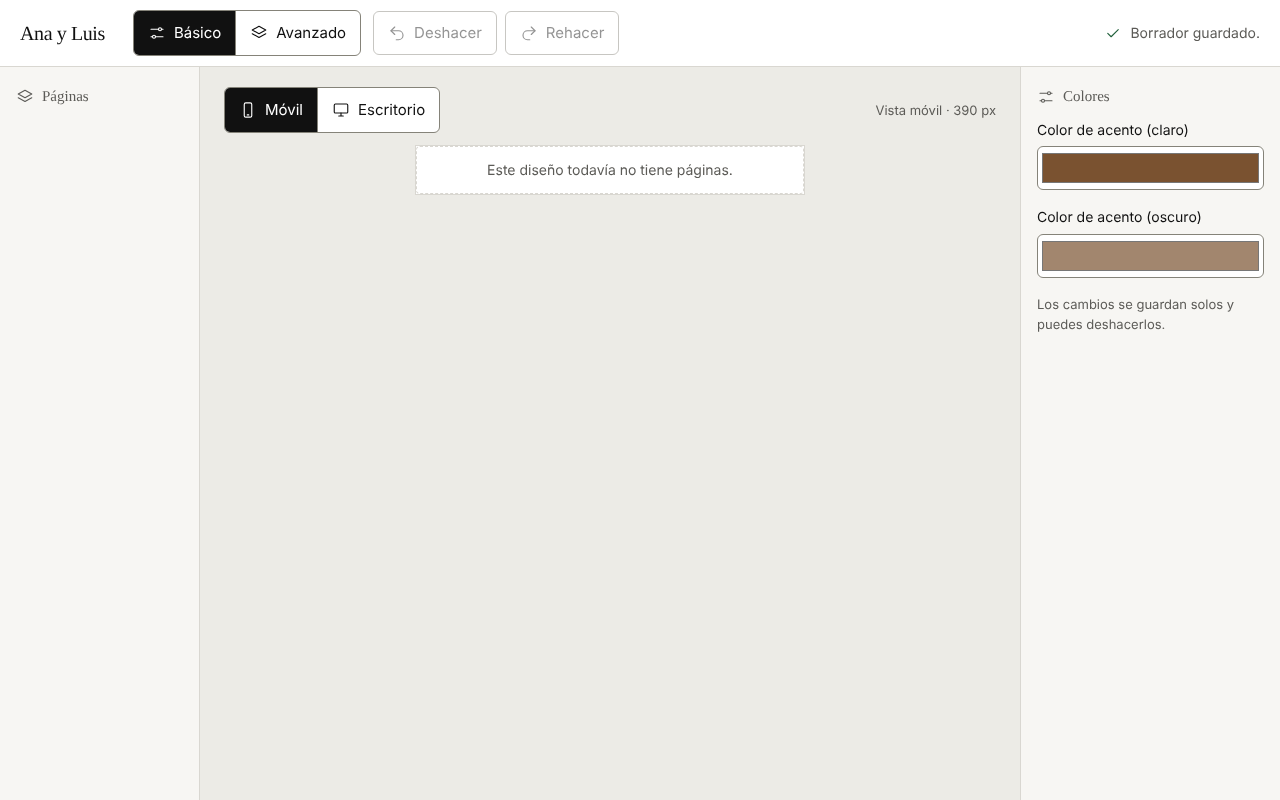 Ana y Luis
Básico
Avanzado
Deshacer
Rehacer
Borrador guardado.
Páginas
Móvil
Escritorio
Vista móvil · 390 px
Este diseño todavía no tiene páginas.
Colores
Color de acento (claro)
Color de acento (oscuro)
Los cambios se guardan solos y
puedes deshacerlos.